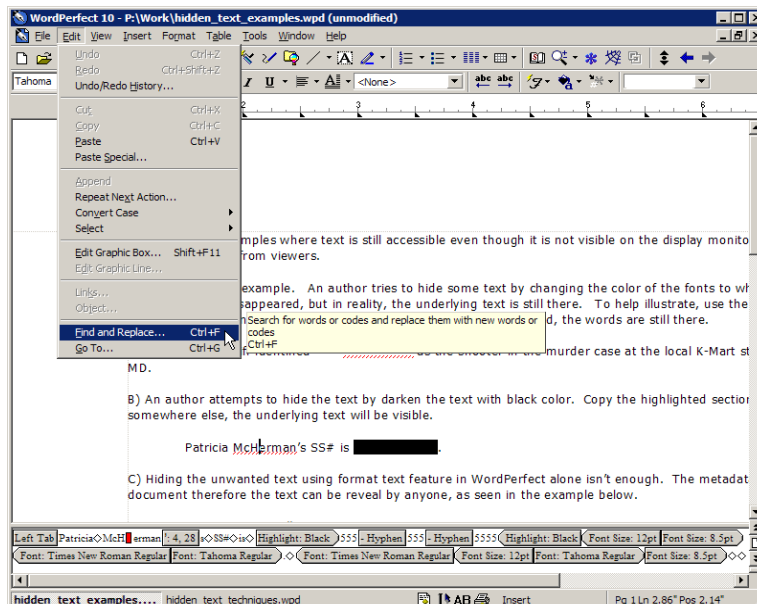 WordPerfect 10 - P:\Work\hidden_text_examples.wpd (unmodified)
File Edit View Insert Format Table Tools Window Help
Undo Ctrl+Z
Redo Ctrl+Shift+Z
Undo/Redo History...
Cut Ctrl+X
Copy Ctrl+C
Paste Ctrl+V
Paste Special...
Append
Repeat Next Action...
Convert Case
Select
Edit Graphic Box... Shift+F11
Edit Graphic Line...
Links...
Object...
Find and Replace... Ctrl+F
Go To... Ctrl+G
Tahoma
I U A <None> abc abc
2 3 4 5 6
mples where text is still accessible even though it is not visible on the display monito
from viewers.
example. An author tries to hide some text by changing the color of the fonts to wh
sappeared, but in reality, the underlying text is still there. To help illustrate, use the
d, the words are still there.
Search for words or codes and replace them with new words or
codes
Ctrl+F
murder case at the local K-Mart st
MD.
B) An author attempts to hide the text by darken the text with black color. Copy the highlighted section
somewhere else, the underlying text will be visible.
Patricia McHerman's SS# is .
C) Hiding the unwanted text using format text feature in WordPerfect alone isn't enough. The metadat
document therefore the text can be reveal by anyone, as seen in the example below.
Left Tab Patricia◇McH erman ': 4, 28 s◇SS#◇is◇ Highlight: Black 555 - Hyphen 555 - Hyphen 5555 Highlight: Black Font Size: 12pt Font Size: 8.5pt
Font: Times New Roman Regular Font: Tahoma Regular .◇ Font: Times New Roman Regular Font Size: 12pt Font: Tahoma Regular Font Size: 8.5pt ◇◇
hidden_text_examples.... hidden_text_techniques.wpd AB Insert Pg 1 Ln 2.86" Pos 2.14"